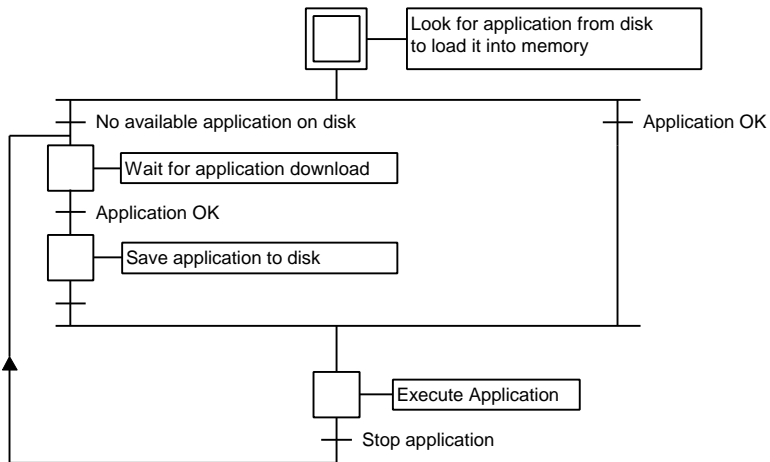 Look for application from disk
to load it into memory
No available application on disk
Application OK
Wait for application download
Application OK
Save application to disk
Execute Application
Stop application